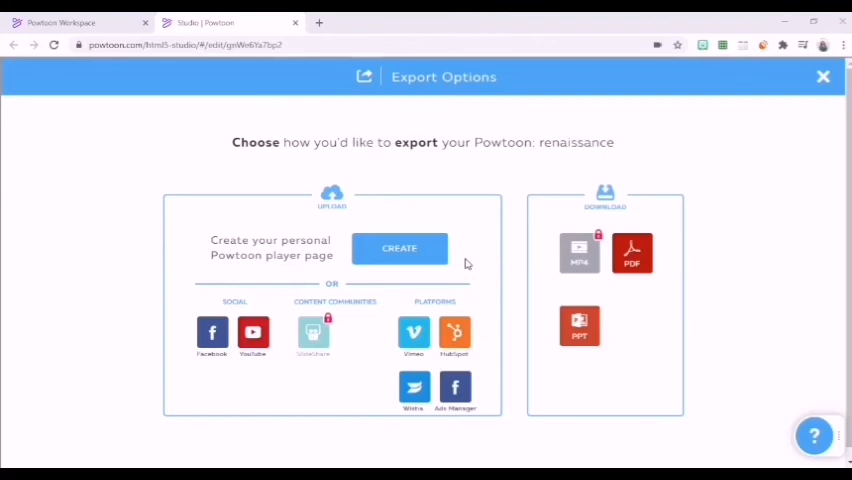 Powtoon Workspace
Studio | Powtoon
powtoon.com/html5-studio/#/edit/gnWe6Ya7bp2
Export Options
Choose how you'd like to export your Powtoon: renaissance
UPLOAD
Create your personal
Powtoon player page
CREATE
OR
SOCIAL
CONTENT COMMUNITIES
PLATFORMS
Facebook
YouTube
SlideShare
Vimeo
HubSpot
Wistia
Ads Manager
DOWNLOAD
MP4
PDF
PPT
?